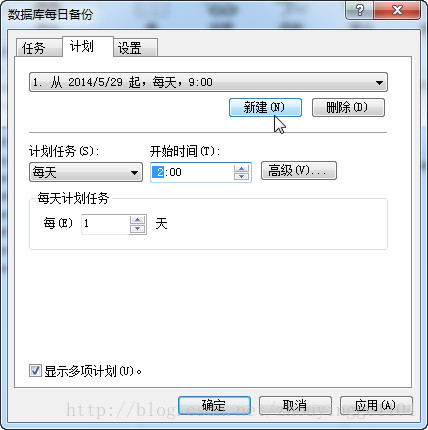 数据库每日备份
任务 计划 设置
1. 从 2014/5/29 起，每天，9:00
新建(N) 删除(D)
计划任务(S): 开始时间(T):
每天 2:00 高级(V)...
每天计划任务
每(E) 1 天
显示多项计划(U)。
确定 取消 应用(A)